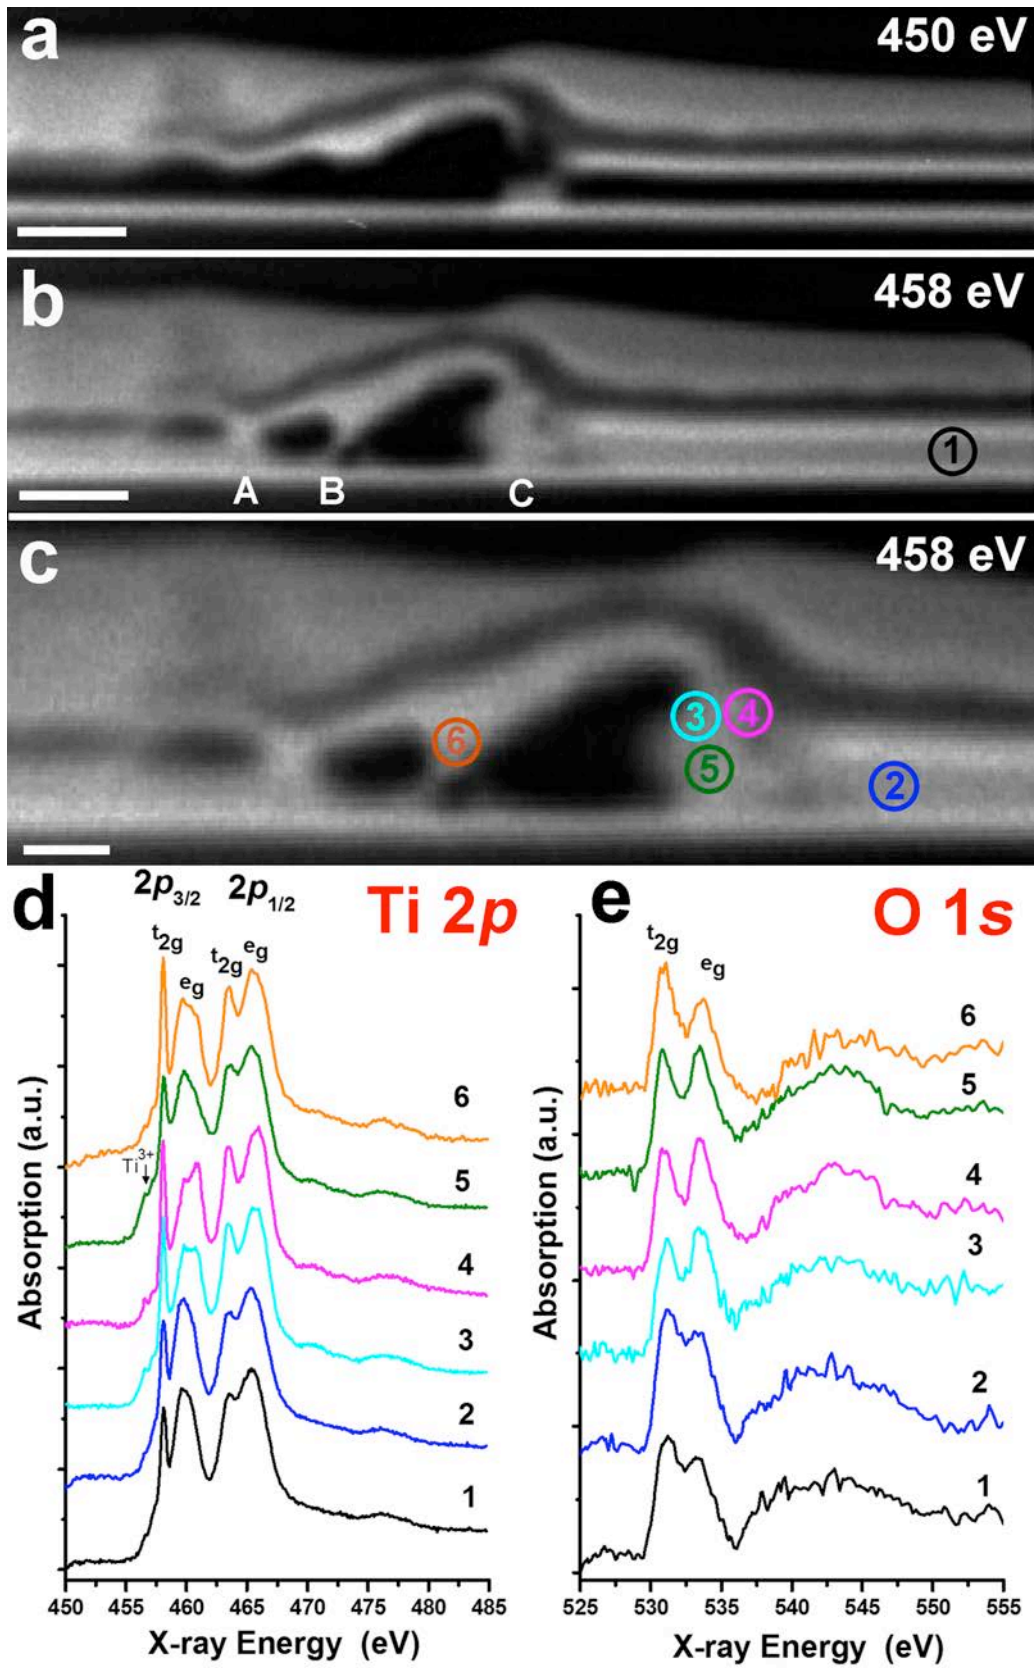 a
450 eV
b
458 eV
1
A
B
C
c
458 eV
3
4
6
5
2
d
2p3/2
2p1/2
Ti 2p
t2g
eg
t2g
eg
6
Ti3+
5
4
3
2
1
Absorption (a.u.)
450 455 460 465 470 475 480 485
X-ray Energy (eV)
e
O 1s
t2g
eg
6
5
4
3
2
1
Absorption (a.u.)
525 530 535 540 545 550 555
X-ray Energy (eV)